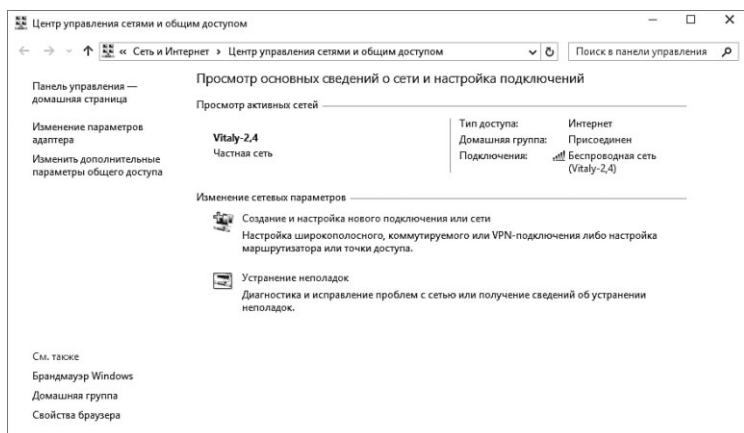 Центр управления сетями и общим доступом
« Сеть и Интернет › Центр управления сетями и общим доступом
Поиск в панели управления
Панель управления —
домашняя страница
Изменение параметров
адаптера
Изменить дополнительные
параметры общего доступа
Просмотр основных сведений о сети и настройка подключений
Просмотр активных сетей
Vitaly-2,4
Частная сеть
Тип доступа: Интернет
Домашняя группа: Присоединен
Подключения: Беспроводная сеть
(Vitaly-2,4)
Изменение сетевых параметров
Создание и настройка нового подключения или сети
Настройка широкополосного, коммутируемого или VPN-подключения либо настройка
маршрутизатора или точки доступа.
Устранение неполадок
Диагностика и исправление проблем с сетью или получение сведений об устранении
неполадок.
См. также
Брандмауэр Windows
Домашняя группа
Свойства браузера